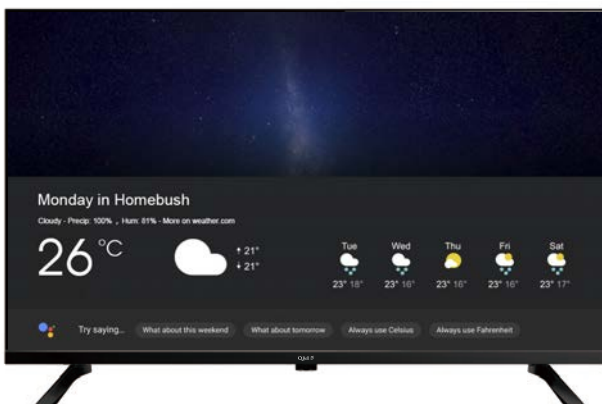 Monday in Homebush
Cloudy - Precip: 100% , Hum: 81% - More on weather.com
26 °C
↑ 21°
↓ 21°
Tue Wed Thu Fri Sat
23° 18° 23° 16° 23° 16° 23° 16° 23° 17°
Try saying... What about this weekend What about tomorrow Always use Celsius Always use Fahrenheit